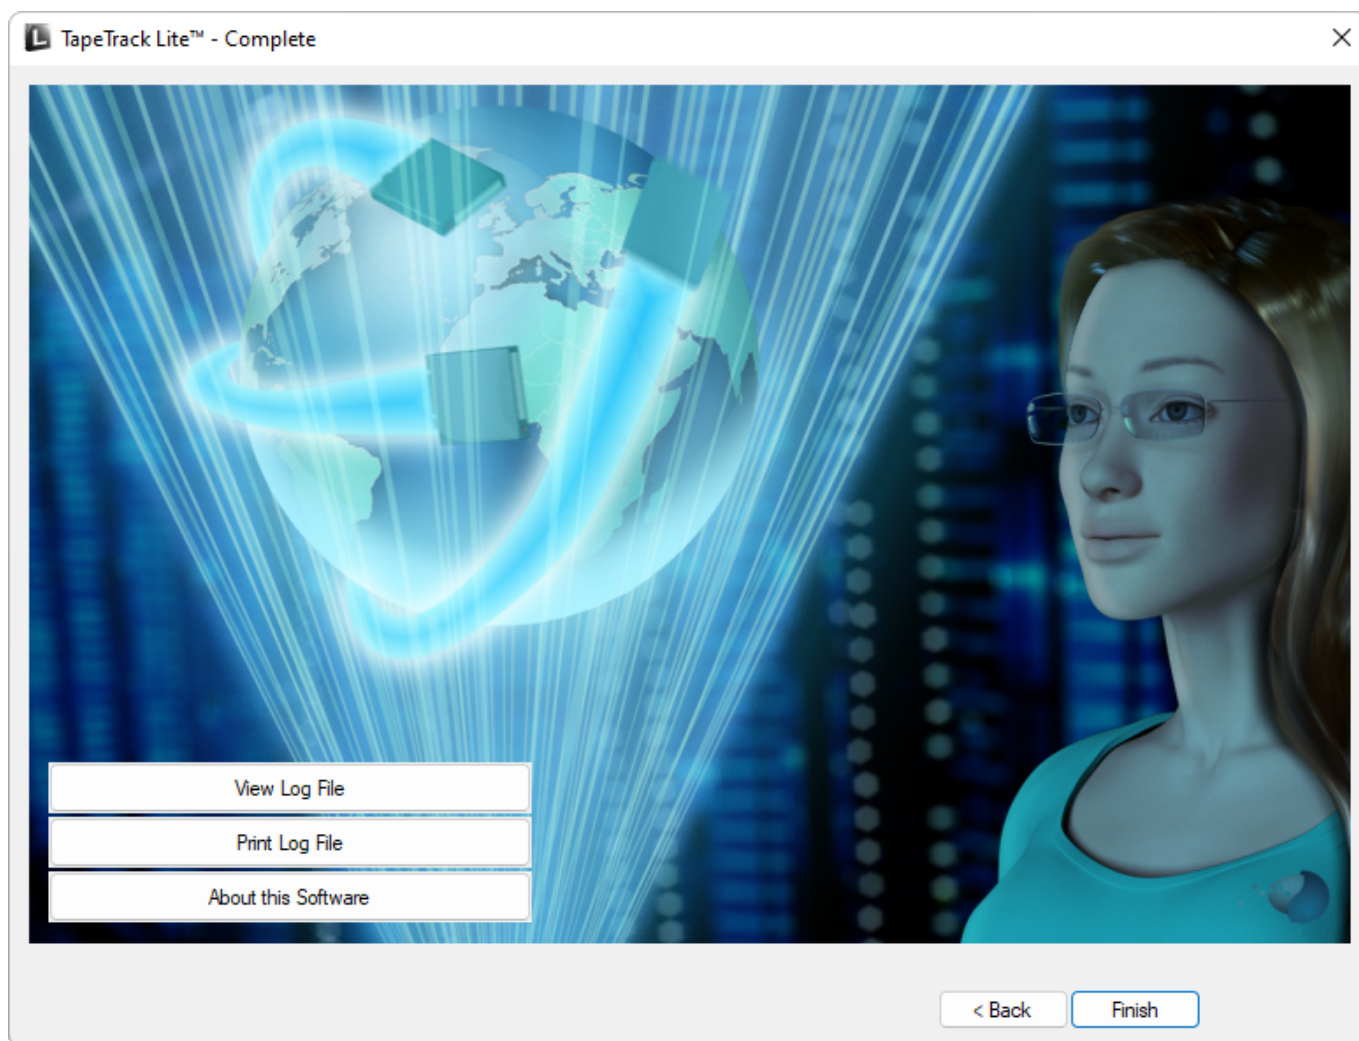 TapeTrack Lite™ - Complete
View Log File
Print Log File
About this Software
< Back
Finish